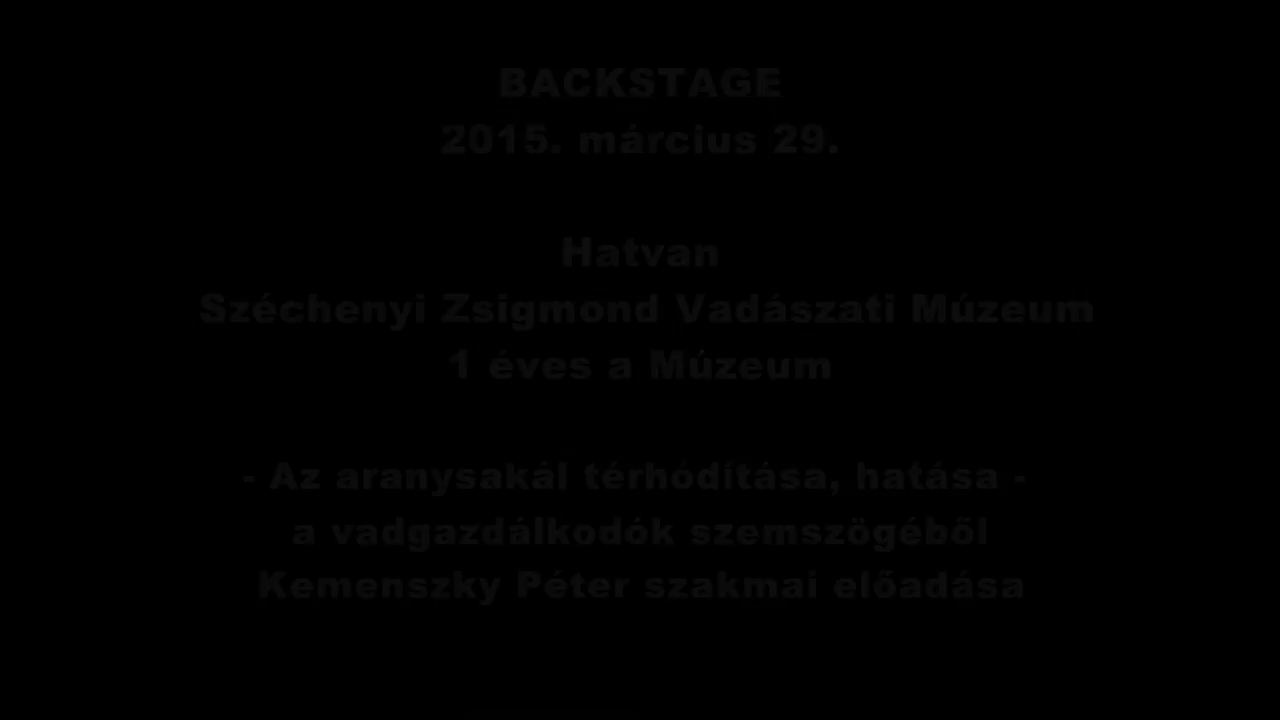 BACKSTAGE
2015. március 29.
Hatvan
Széchenyi Zsigmond Vadászati Múzeum
1 éves a Múzeum
- Az aranysakál térhódítása, hatása -
a vadgazdálkodók szemszögéből
Kemenszky Péter szakmai előadása